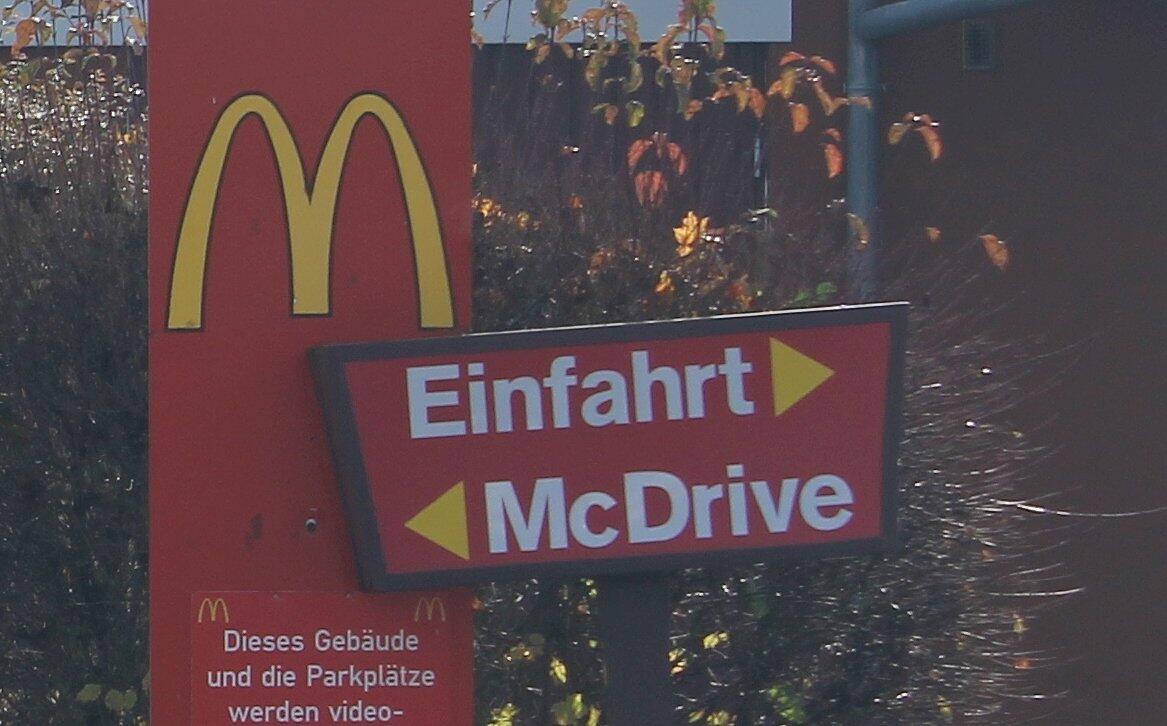 Einfahrt
McDrive
Dieses Gebäude
und die Parkplätze
werden video-